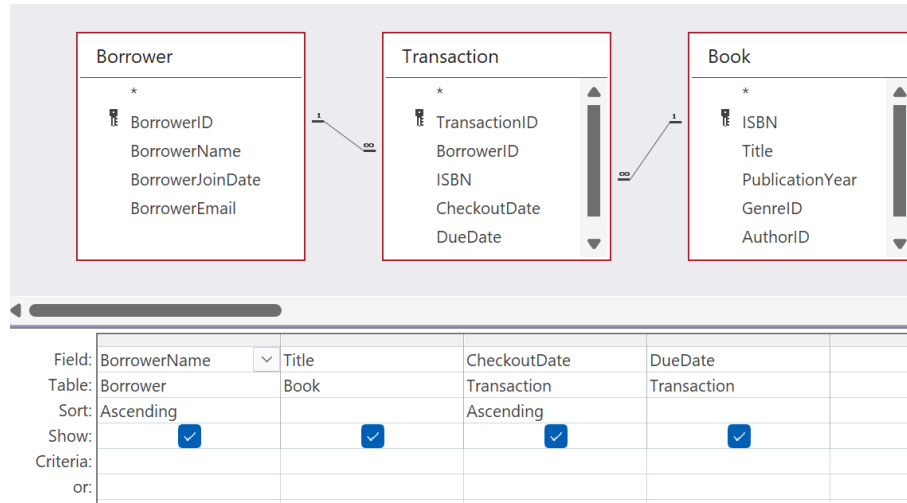 Borrower
*
BorrowerID
BorrowerName
BorrowerJoinDate
BorrowerEmail
1
∞
Transaction
*
TransactionID
BorrowerID
ISBN
CheckoutDate
DueDate
∞
1
Book
*
ISBN
Title
PublicationYear
GenreID
AuthorID
Field: BorrowerName Title CheckoutDate DueDate
Table: Borrower Book Transaction Transaction
Sort: Ascending Ascending
Show:
Criteria:
or: